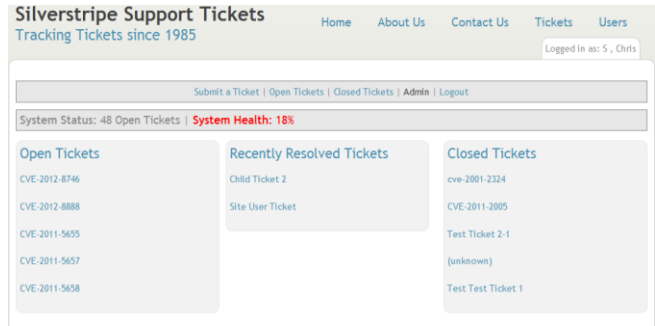 Silverstripe Support Tickets
Tracking Tickets since 1985
Home About Us Contact Us Tickets Users
Logged in as: S , Chris
Submit a Ticket | Open Tickets | Closed Tickets | Admin | Logout
System Status: 48 Open Tickets | System Health: 18%
Open Tickets
CVE-2012-8746
CVE-2012-8888
CVE-2011-5655
CVE-2011-5657
CVE-2011-5658
Recently Resolved Tickets
Child Ticket 2
Site User Ticket
Closed Tickets
cve-2001-2324
CVE-2011-2005
Test Ticket 2-1
(unknown)
Test Test Ticket 1